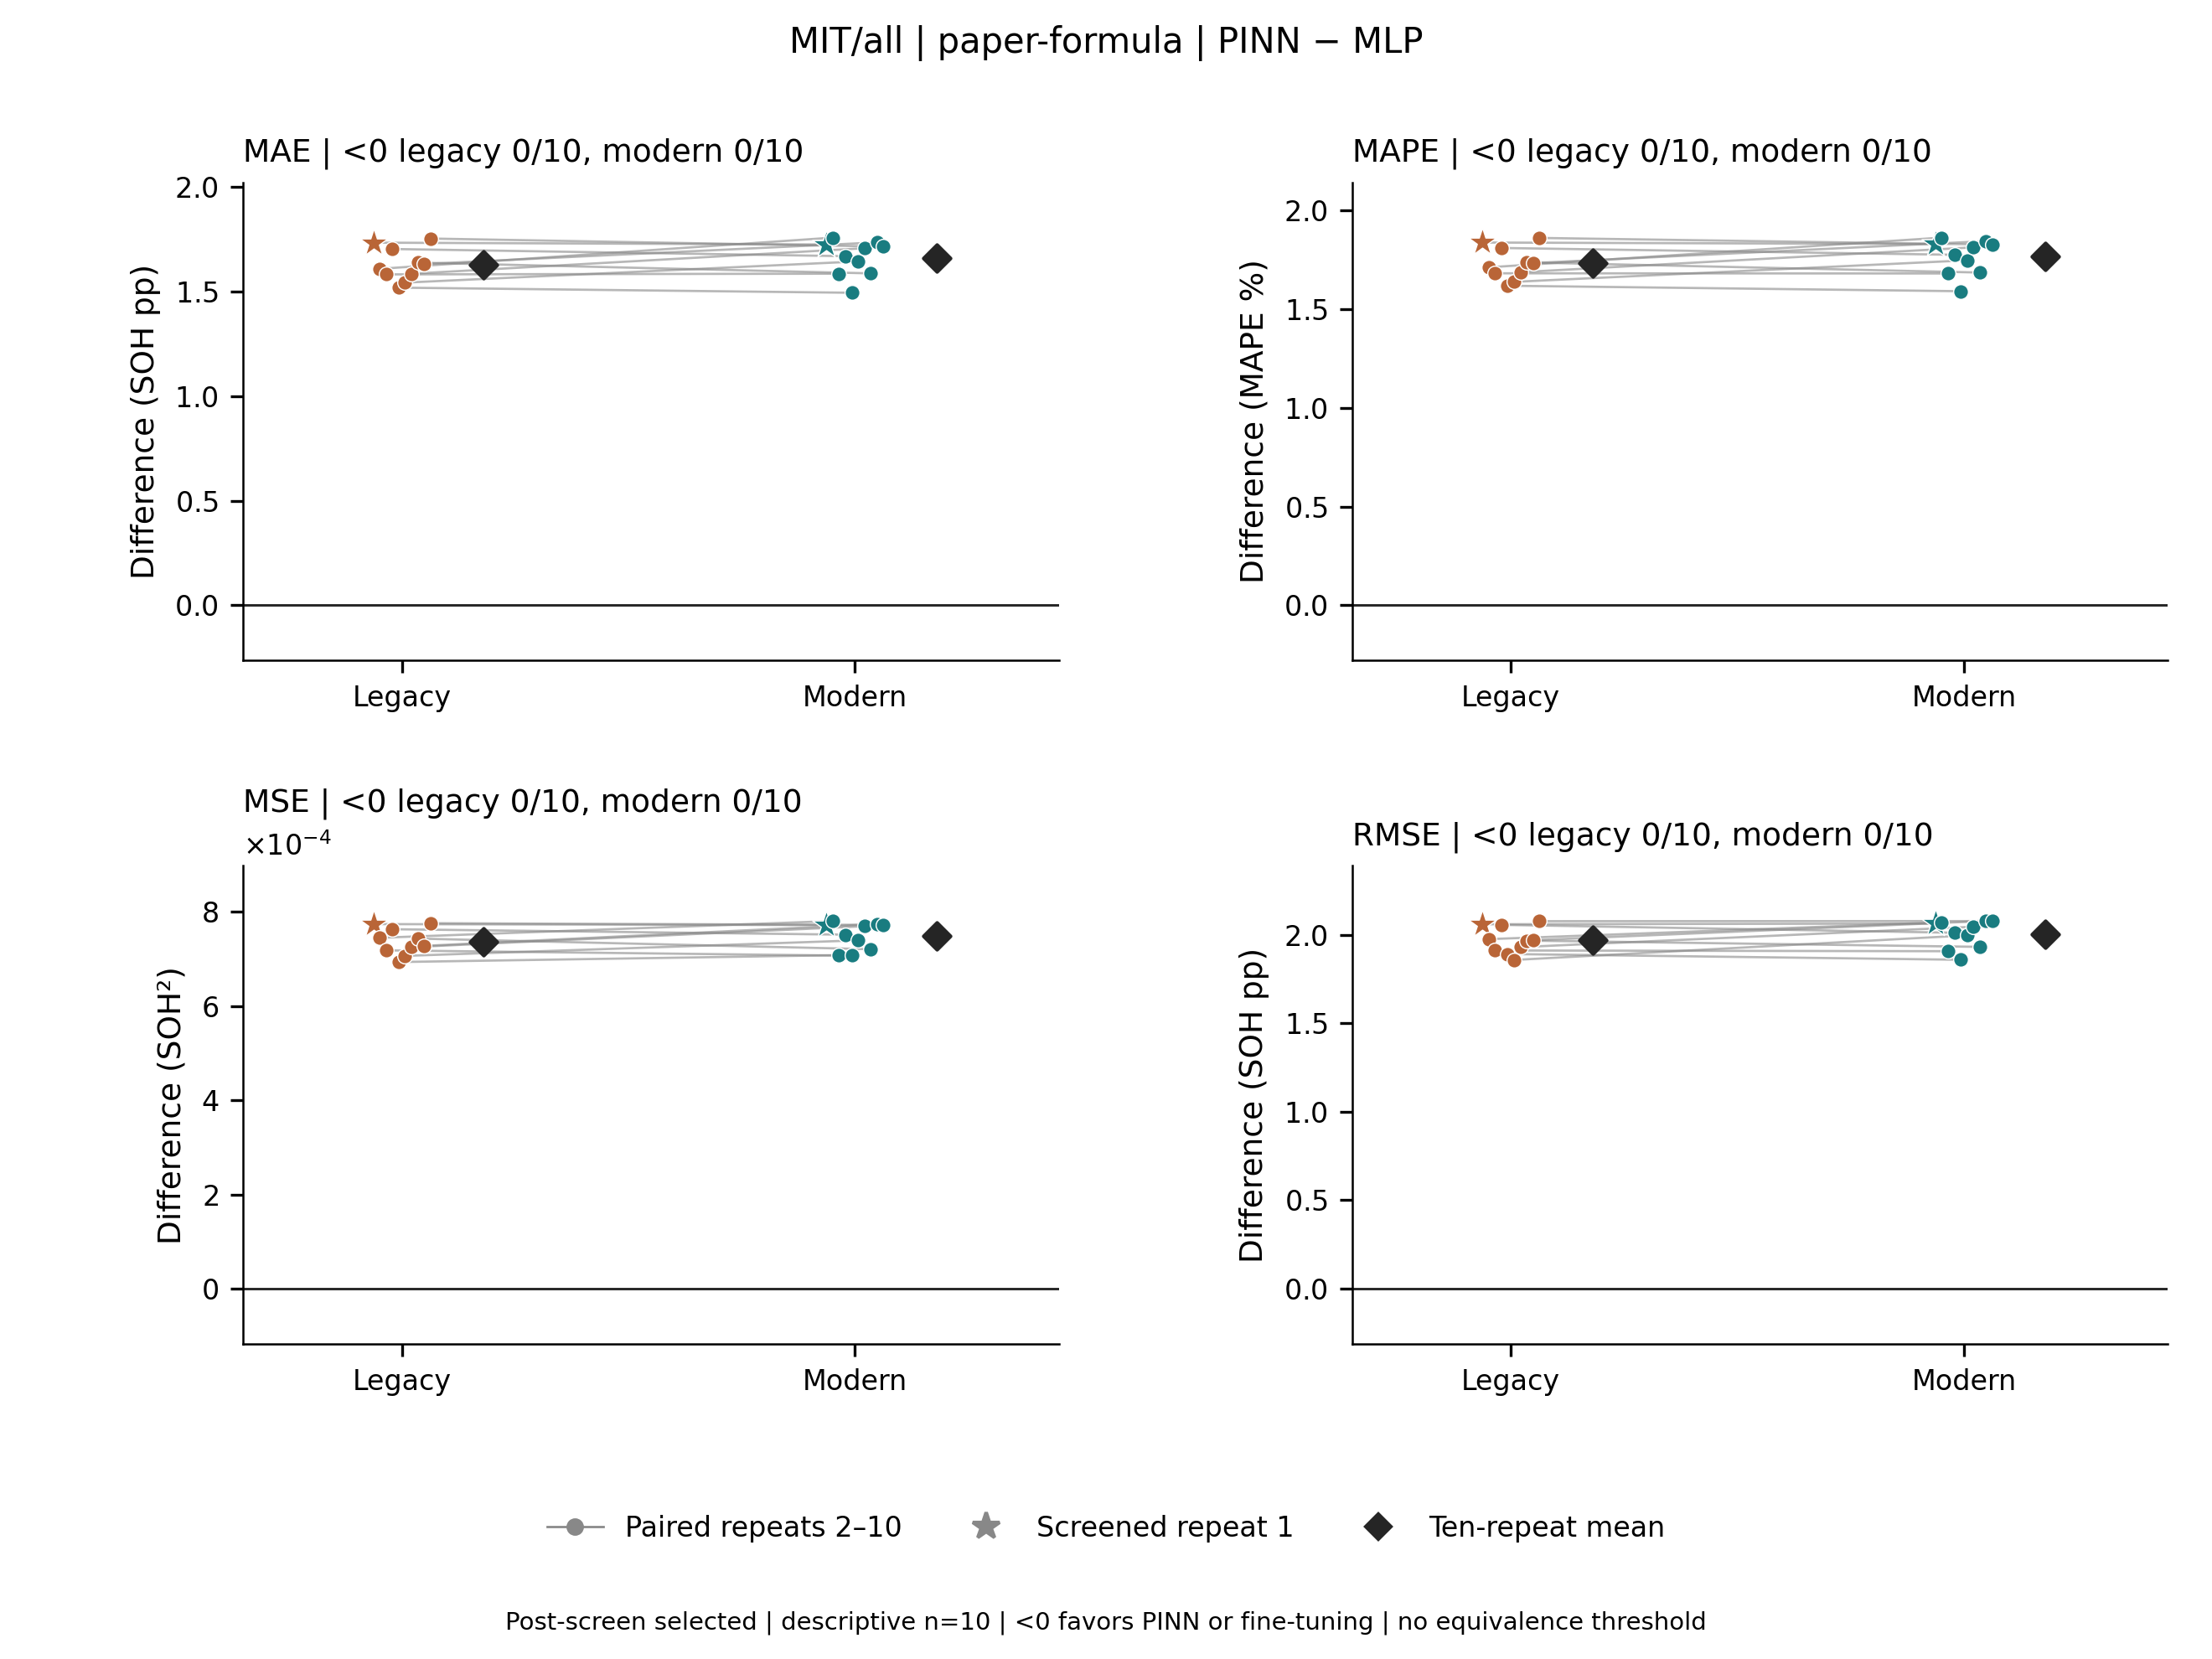 MIT/all | paper-formula | PINN − MLP
MAE | <0 legacy 0/10, modern 0/10
2.0
1.5
1.0
0.5
0.0
Difference (SOH pp)
Legacy
Modern
MAPE | <0 legacy 0/10, modern 0/10
2.0
1.5
1.0
0.5
0.0
Difference (MAPE %)
Legacy
Modern
MSE | <0 legacy 0/10, modern 0/10
×10⁻⁴
8
6
4
2
0
Difference (SOH²)
Legacy
Modern
RMSE | <0 legacy 0/10, modern 0/10
2.0
1.5
1.0
0.5
0.0
Difference (SOH pp)
Legacy
Modern
Paired repeats 2–10
Screened repeat 1
Ten-repeat mean
Post-screen selected | descriptive n=10 | <0 favors PINN or fine-tuning | no equivalence threshold